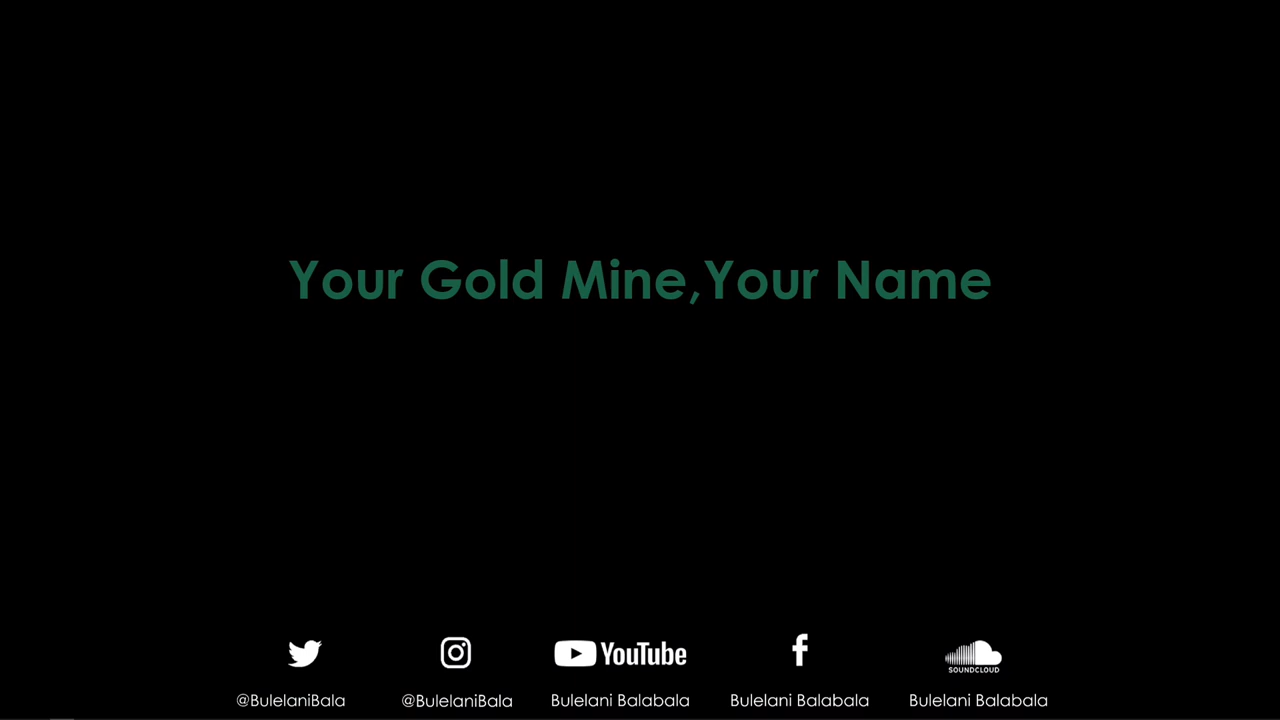 Your Gold Mine,Your Name
YouTube
SOUNDCLOUD
@BulelaniBala @BulelaniBala Bulelani Balabala Bulelani Balabala Bulelani Balabala